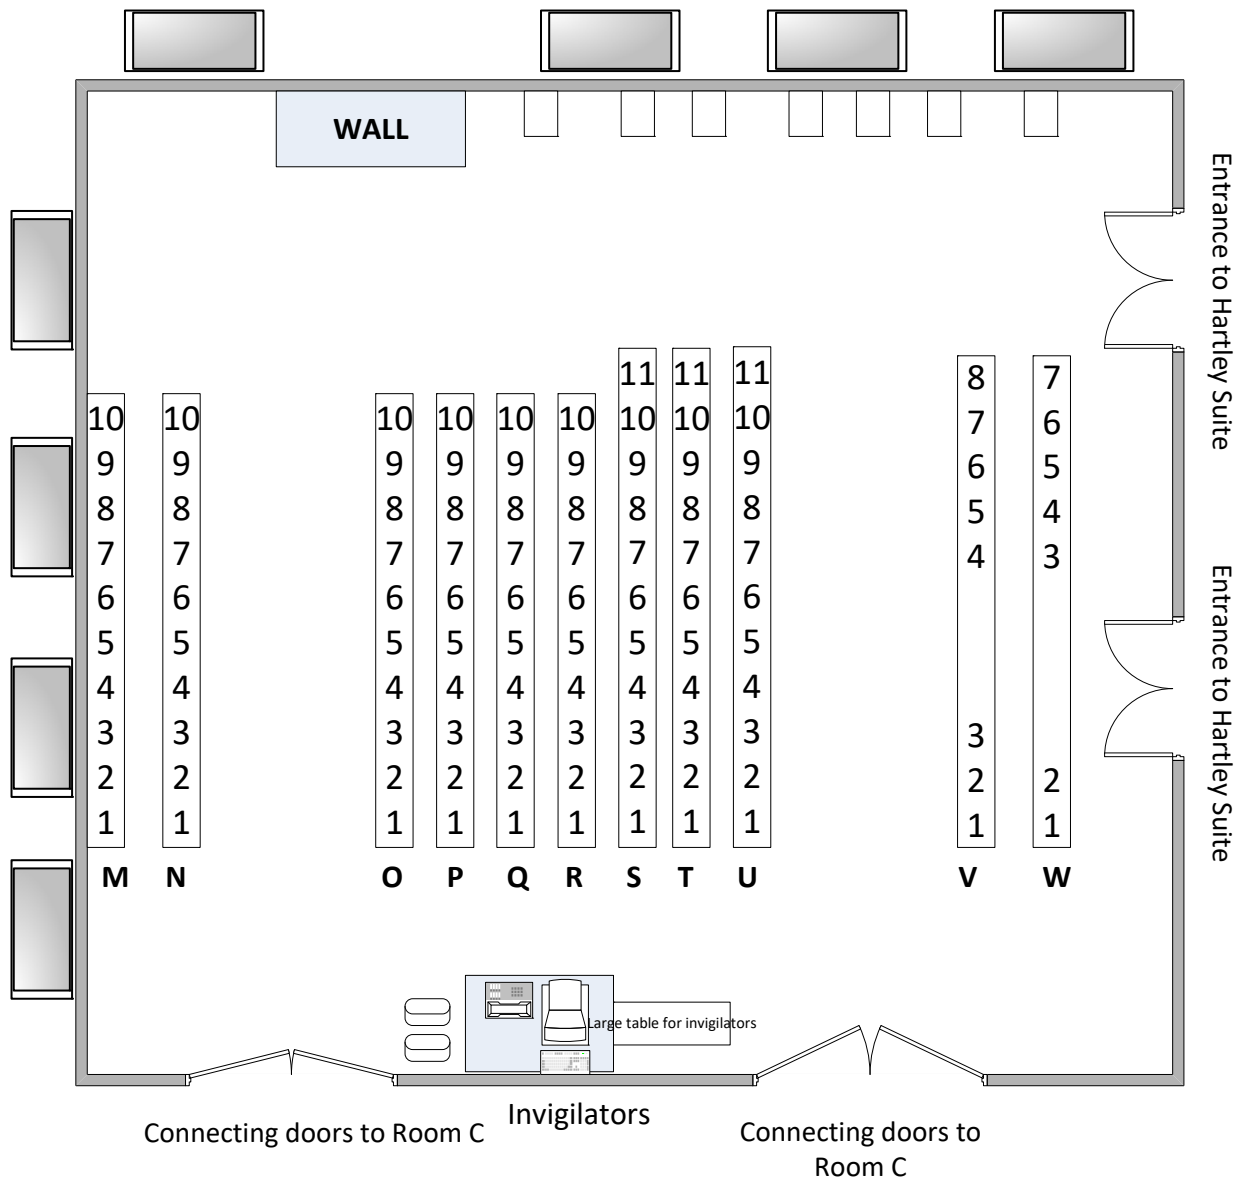 WALL
Entrance to Hartley Suite
11 11 11 8 7
10 10 10 10 10 10 10 10 10 7 6
9 9 9 9 9 9 9 9 9 6 5
8 8 8 8 8 8 8 8 8 5 4
7 7 7 7 7 7 7 7 7 4 3
6 6 6 6 6 6 6 6 6
5 5 5 5 5 5 5 5 5
4 4 4 4 4 4 4 4 4
3 3 3 3 3 3 3 3 3 3
2 2 2 2 2 2 2 2 2 2 2
1 1 1 1 1 1 1 1 1 1 1
M N O P Q R S T U V W
Entrance to Hartley Suite
Large table for invigilators
Invigilators
Connecting doors to Room C
Connecting doors to
Room C